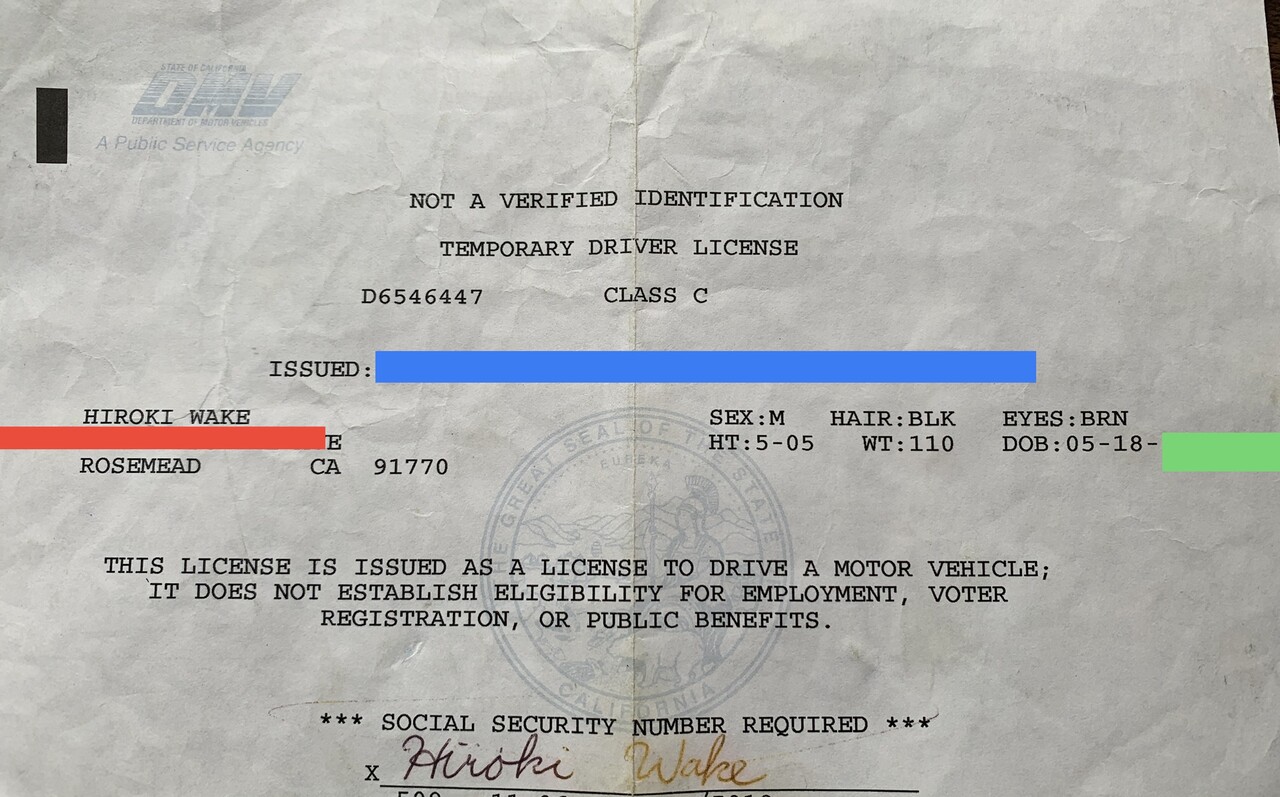 STATE OF CALIFORNIA
DMV
DEPARTMENT OF MOTOR VEHICLES
A Public Service Agency
NOT A VERIFIED IDENTIFICATION
TEMPORARY DRIVER LICENSE
D6546447 CLASS C
ISSUED:
HIROKI WAKE SEX:M HAIR:BLK EYES:BRN
E HT:5-05 WT:110 DOB:05-18-
ROSEMEAD CA 91770
THE GREAT SEAL OF THE STATE
EUREKA
CALIFORNIA
THIS LICENSE IS ISSUED AS A LICENSE TO DRIVE A MOTOR VEHICLE;
IT DOES NOT ESTABLISH ELIGIBILITY FOR EMPLOYMENT, VOTER
REGISTRATION, OR PUBLIC BENEFITS.
*** SOCIAL SECURITY NUMBER REQUIRED ***
X Hiroki Wake